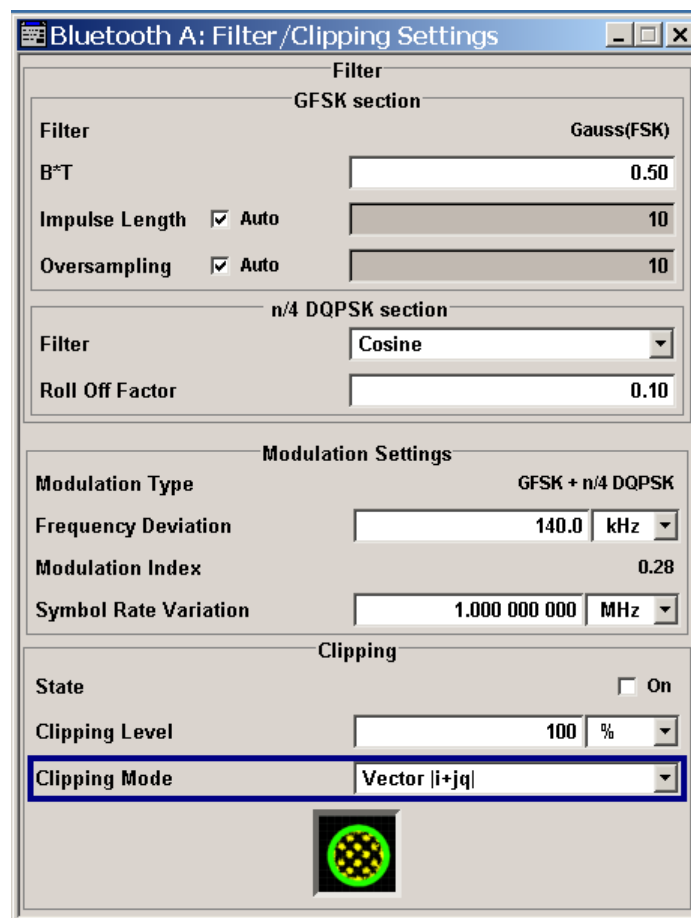 Bluetooth A: Filter/Clipping Settings
Filter
GFSK section
Filter Gauss(FSK)
B*T 0.50
Impulse Length Auto 10
Oversampling Auto 10
п/4 DQPSK section
Filter Cosine
Roll Off Factor 0.10
Modulation Settings
Modulation Type GFSK + п/4 DQPSK
Frequency Deviation 140.0 kHz
Modulation Index 0.28
Symbol Rate Variation 1.000 000 000 MHz
Clipping
State On
Clipping Level 100 %
Clipping Mode Vector |i+jq|